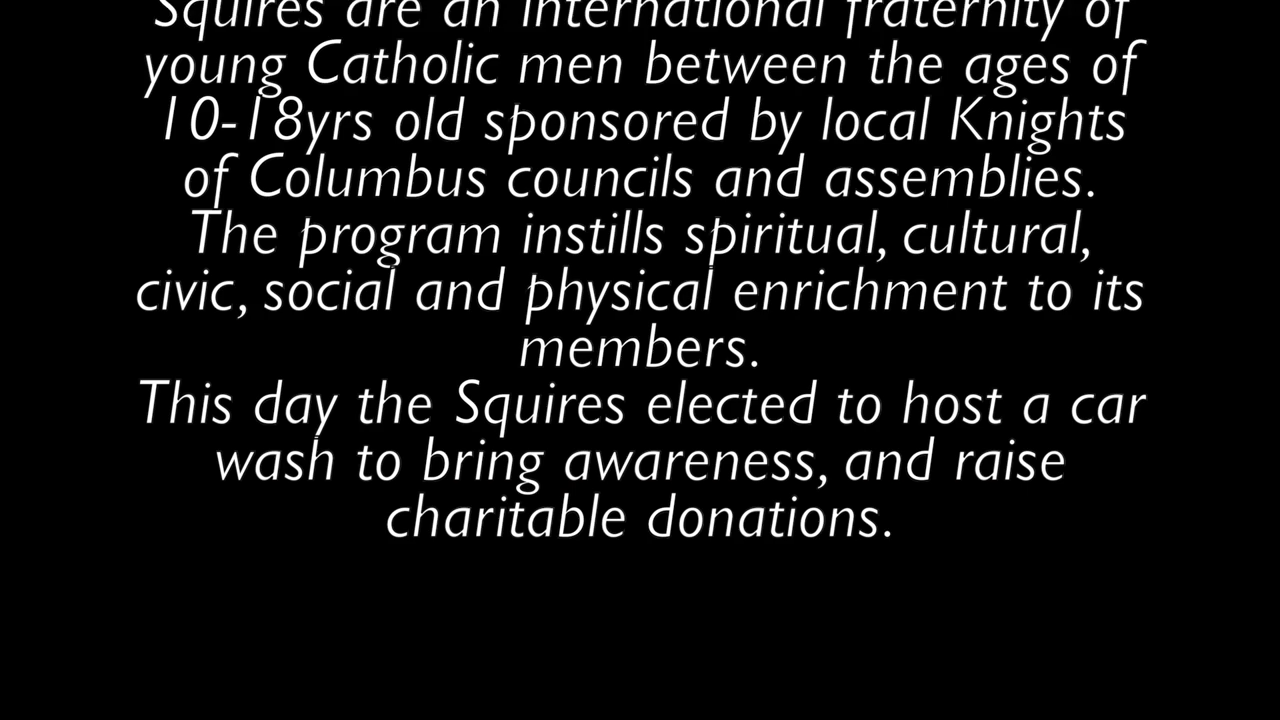 Squires are an international fraternity of
young Catholic men between the ages of
10-18yrs old sponsored by local Knights
of Columbus councils and assemblies.
The program instills spiritual, cultural,
civic, social and physical enrichment to its
members.
This day the Squires elected to host a car
wash to bring awareness, and raise
charitable donations.